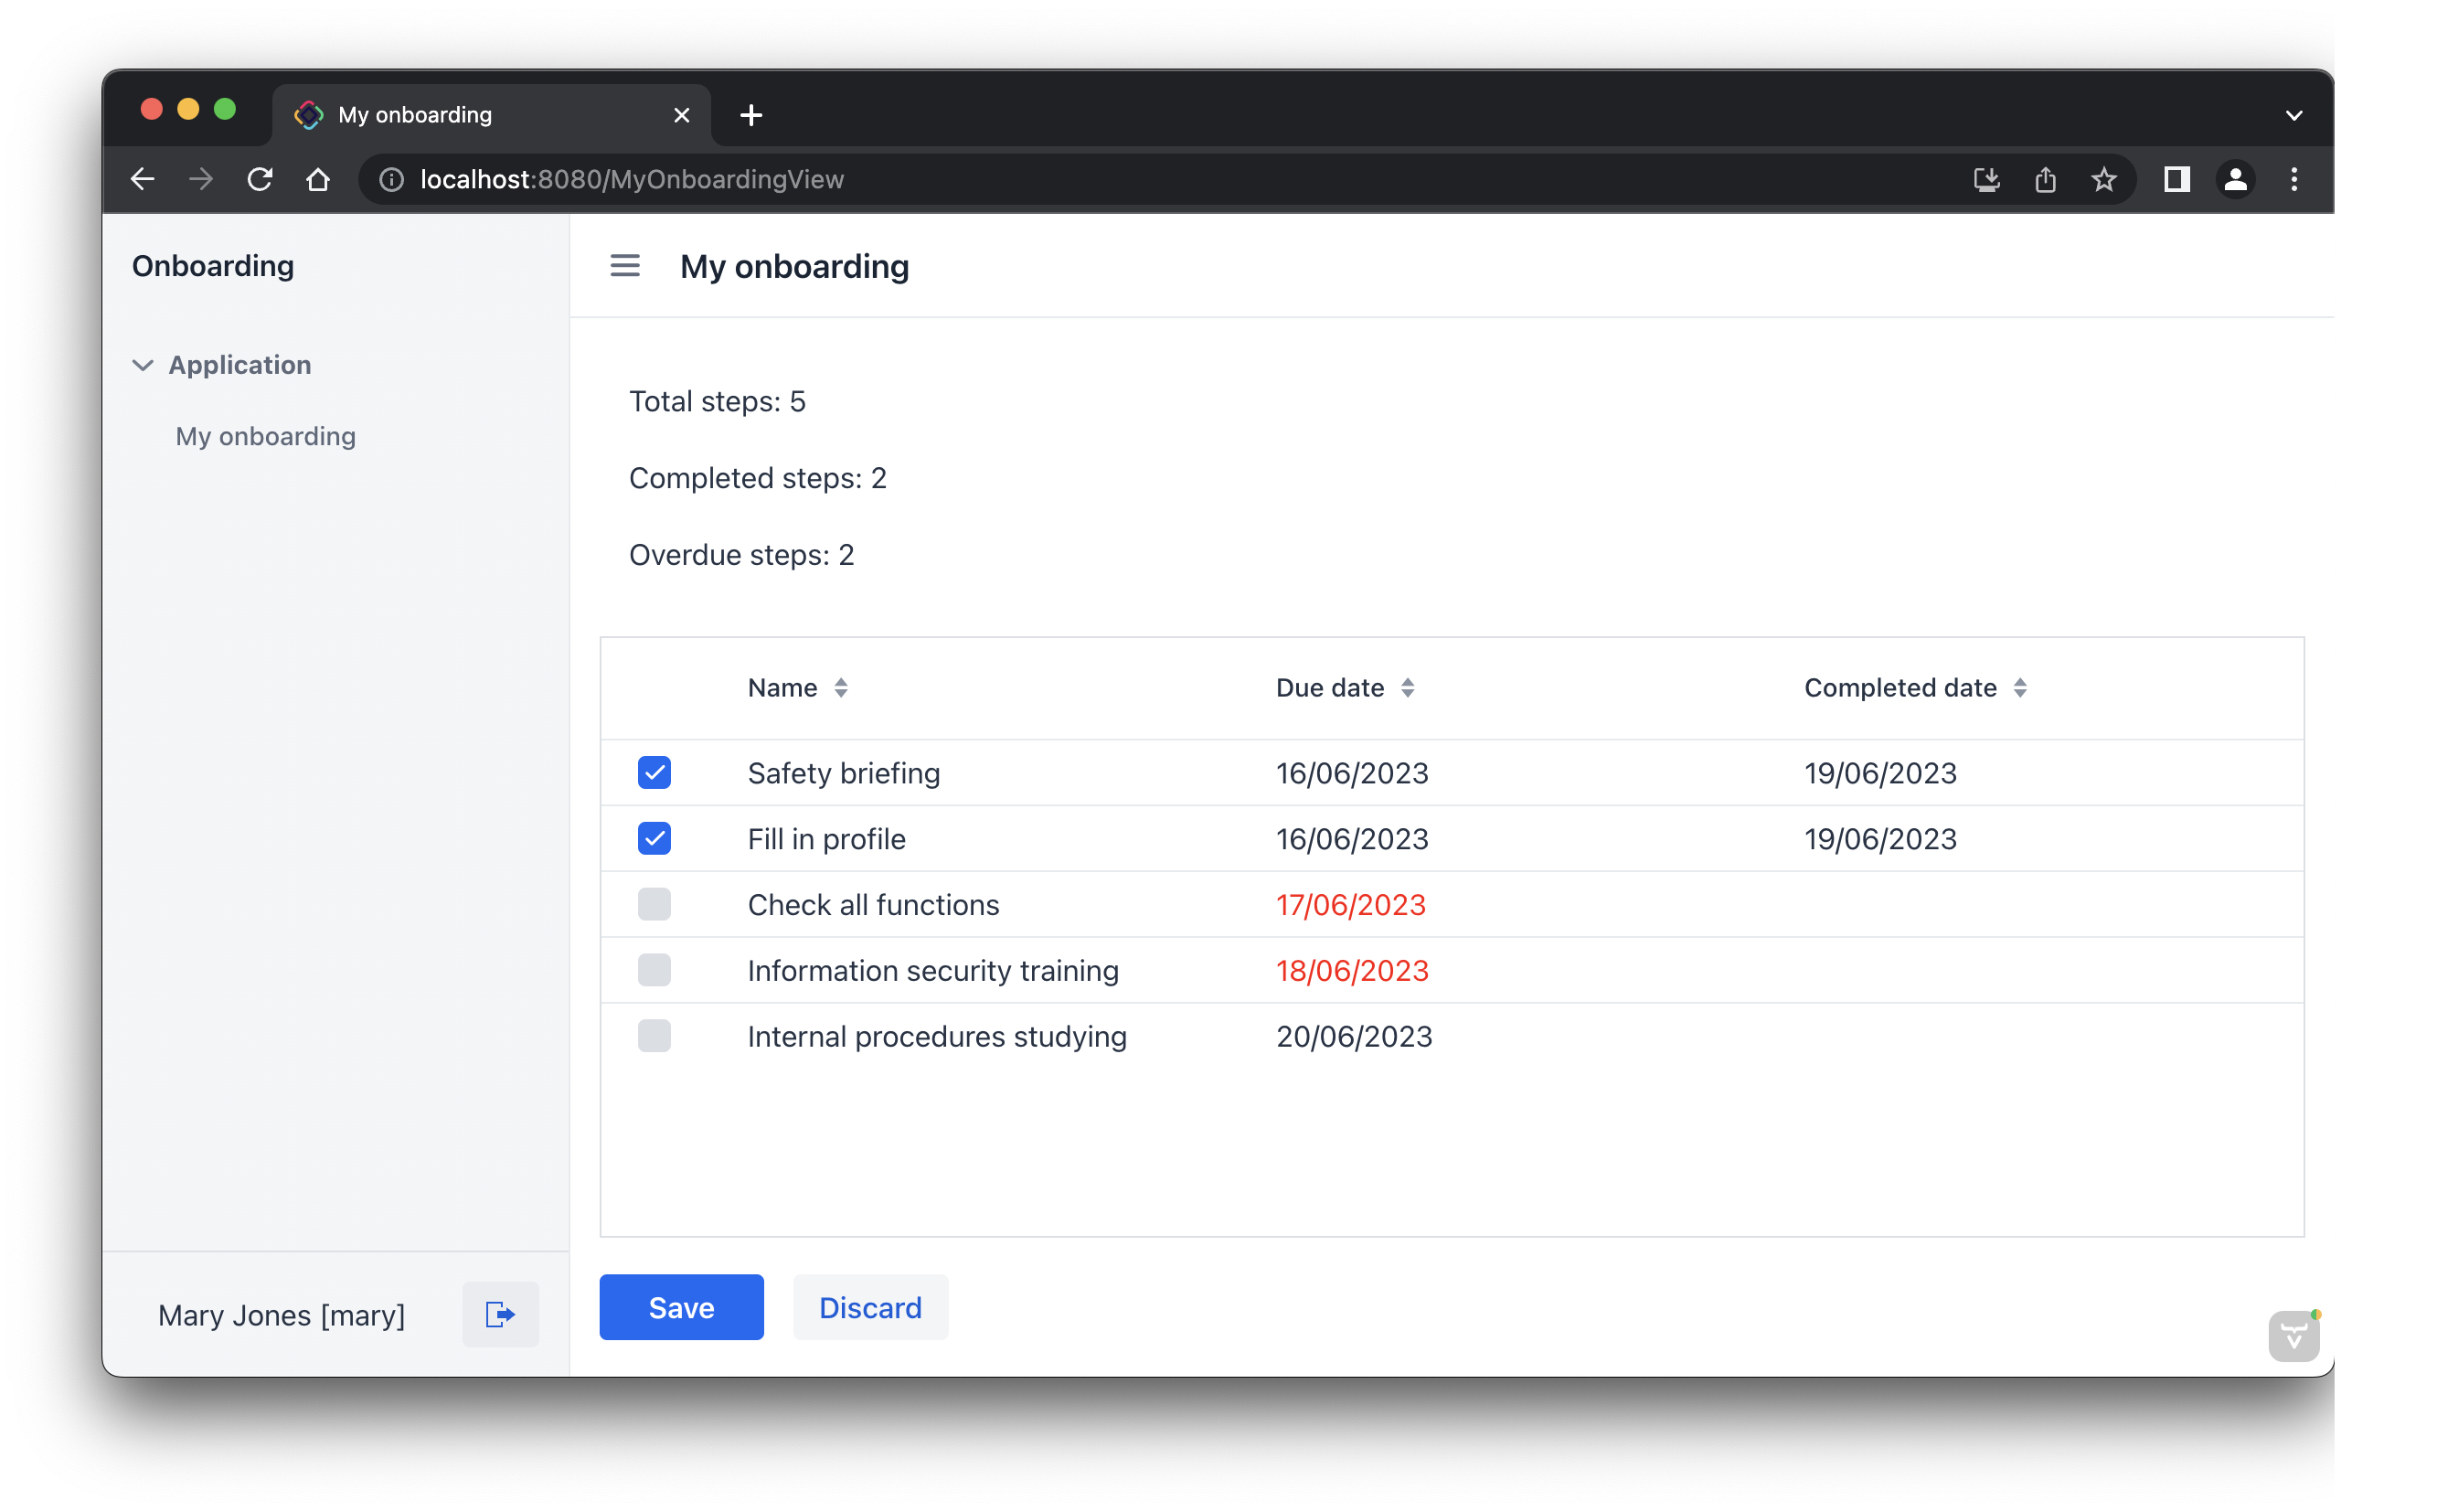 My onboarding
localhost:8080/MyOnboardingView
Onboarding
My onboarding
Application
My onboarding
Total steps: 5
Completed steps: 2
Overdue steps: 2
Name Due date Completed date
Safety briefing 16/06/2023 19/06/2023
Fill in profile 16/06/2023 19/06/2023
Check all functions 17/06/2023
Information security training 18/06/2023
Internal procedures studying 20/06/2023
Mary Jones [mary]
Save Discard